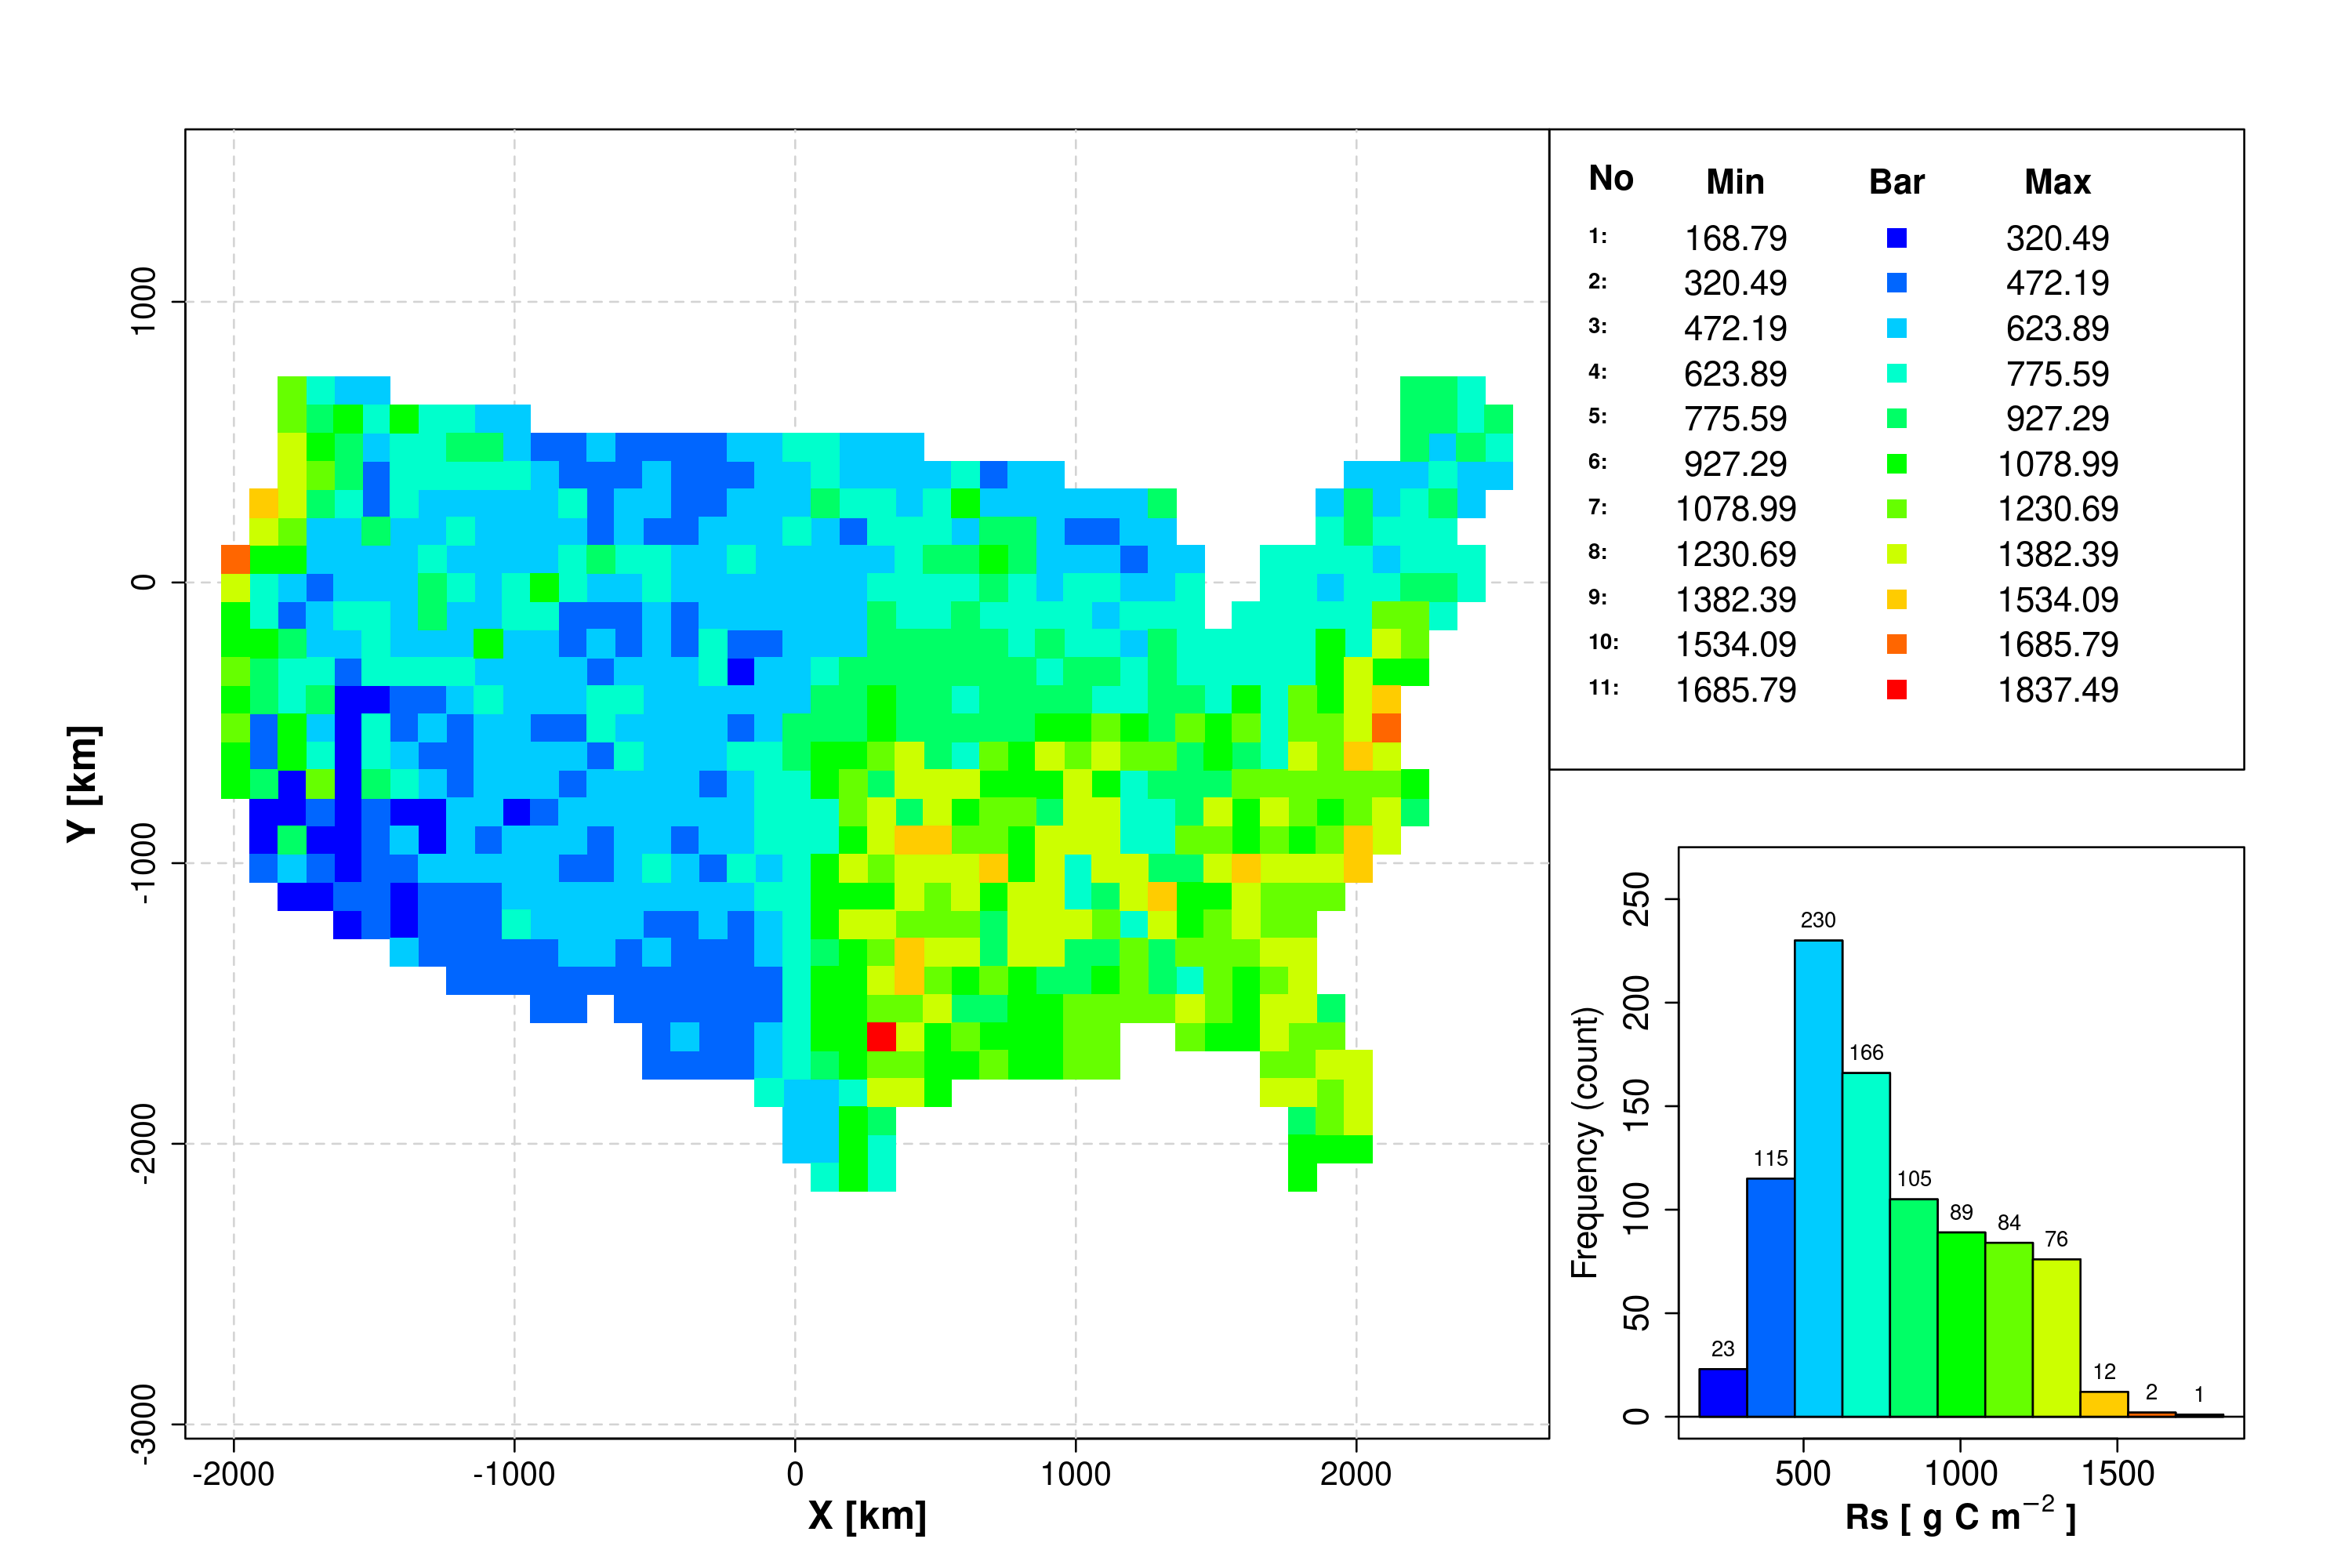 No Min Bar Max
1: 168.79 320.49
2: 320.49 472.19
3: 472.19 623.89
4: 623.89 775.59
5: 775.59 927.29
6: 927.29 1078.99
7: 1078.99 1230.69
8: 1230.69 1382.39
9: 1382.39 1534.09
10: 1534.09 1685.79
11: 1685.79 1837.49
Y [km]
1000
0
-1000
-2000
-3000
-2000 -1000 0 1000 2000
X [km]
Frequency (count)
250
200
150
100
50
0
23 115 230 166 105 89 84 76 12 2 1
500 1000 1500
Rs [ g C m−2 ]